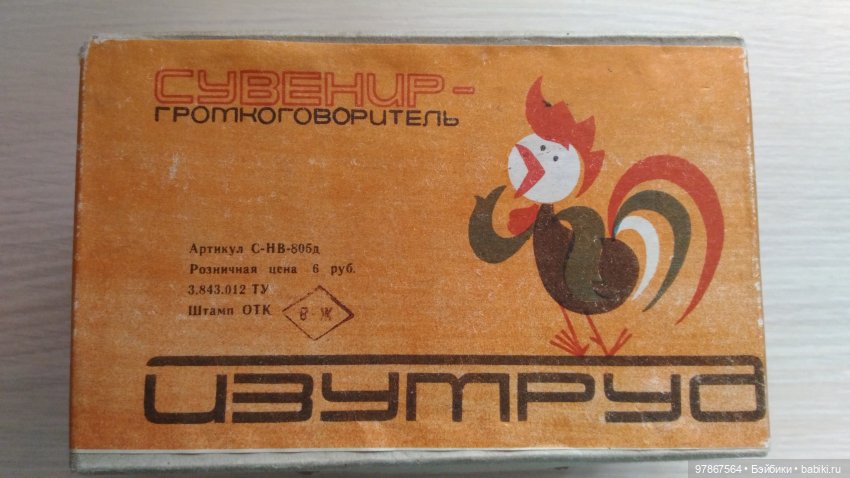 СУВЕНИР-
ГРОМКОГОВОРИТЕЛЬ
Артикул С-НВ-805д
Розничная цена 6 руб.
3.843.012 ТУ
Штамп ОТК
В Ж
ИЗУМРУД
97867564 • Бэйбики • babiki.ru